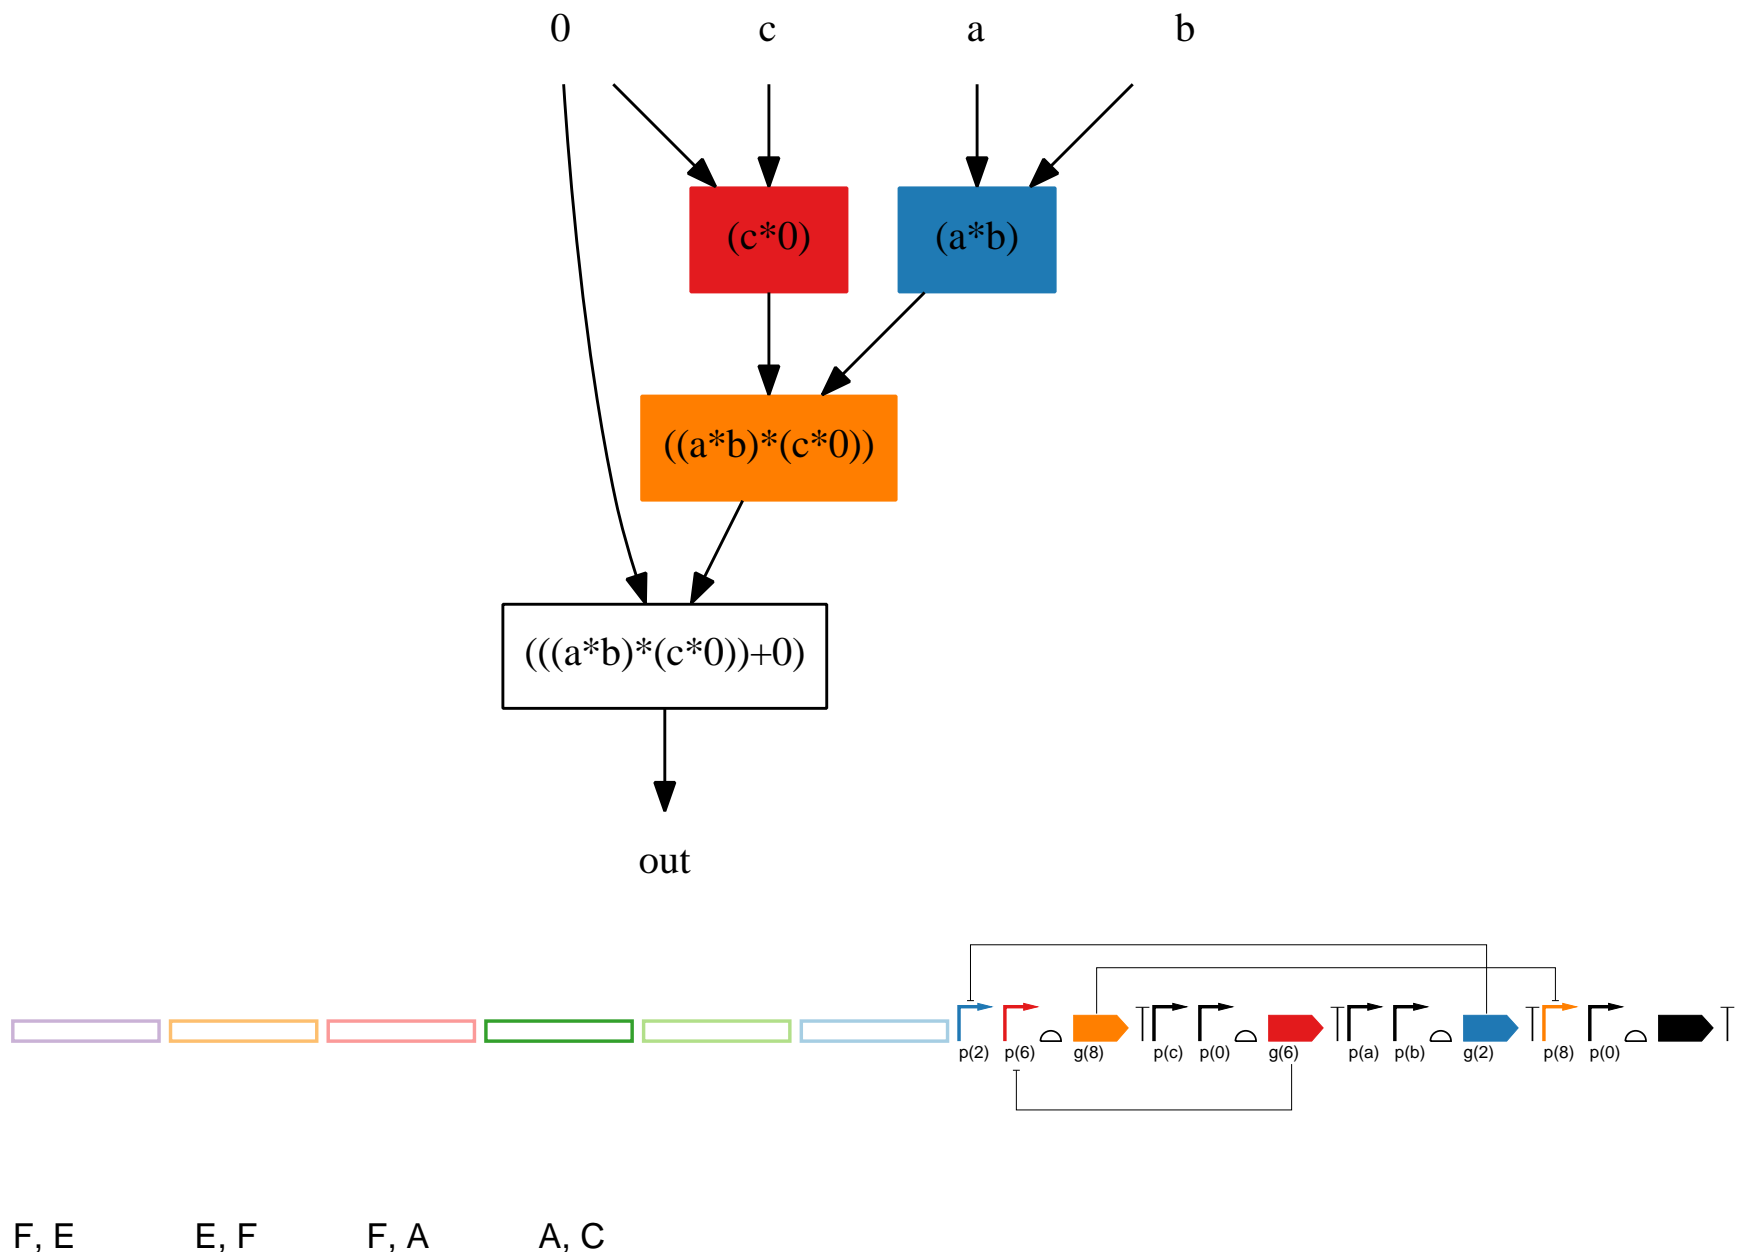 0 c a b
(c*0) (a*b)
((a*b)*(c*0))
(((a*b)*(c*0))+0)
out
p(2) p(6) g(8) p(c) p(0) g(6) p(a) p(b) g(2) p(8) p(0)
F, E E, F F, A A, C